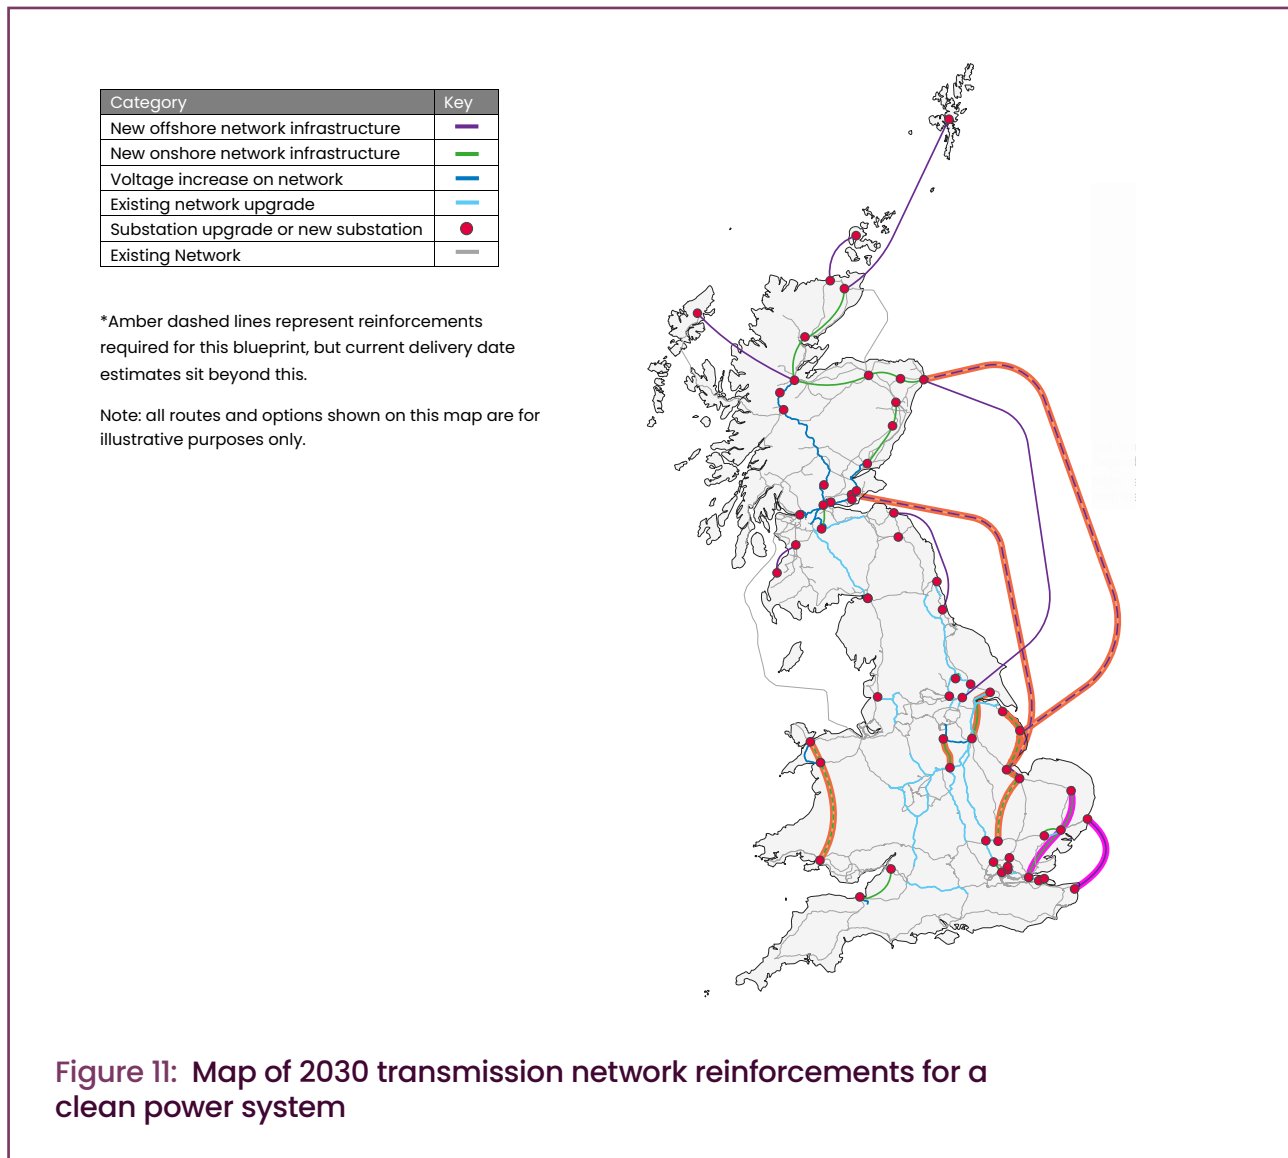 Category Key
New offshore network infrastructure
New onshore network infrastructure
Voltage increase on network
Existing network upgrade
Substation upgrade or new substation
Existing Network
*Amber dashed lines represent reinforcements
required for this blueprint, but current delivery date
estimates sit beyond this.
Note: all routes and options shown on this map are for
illustrative purposes only.
Figure 11: Map of 2030 transmission network reinforcements for a
clean power system